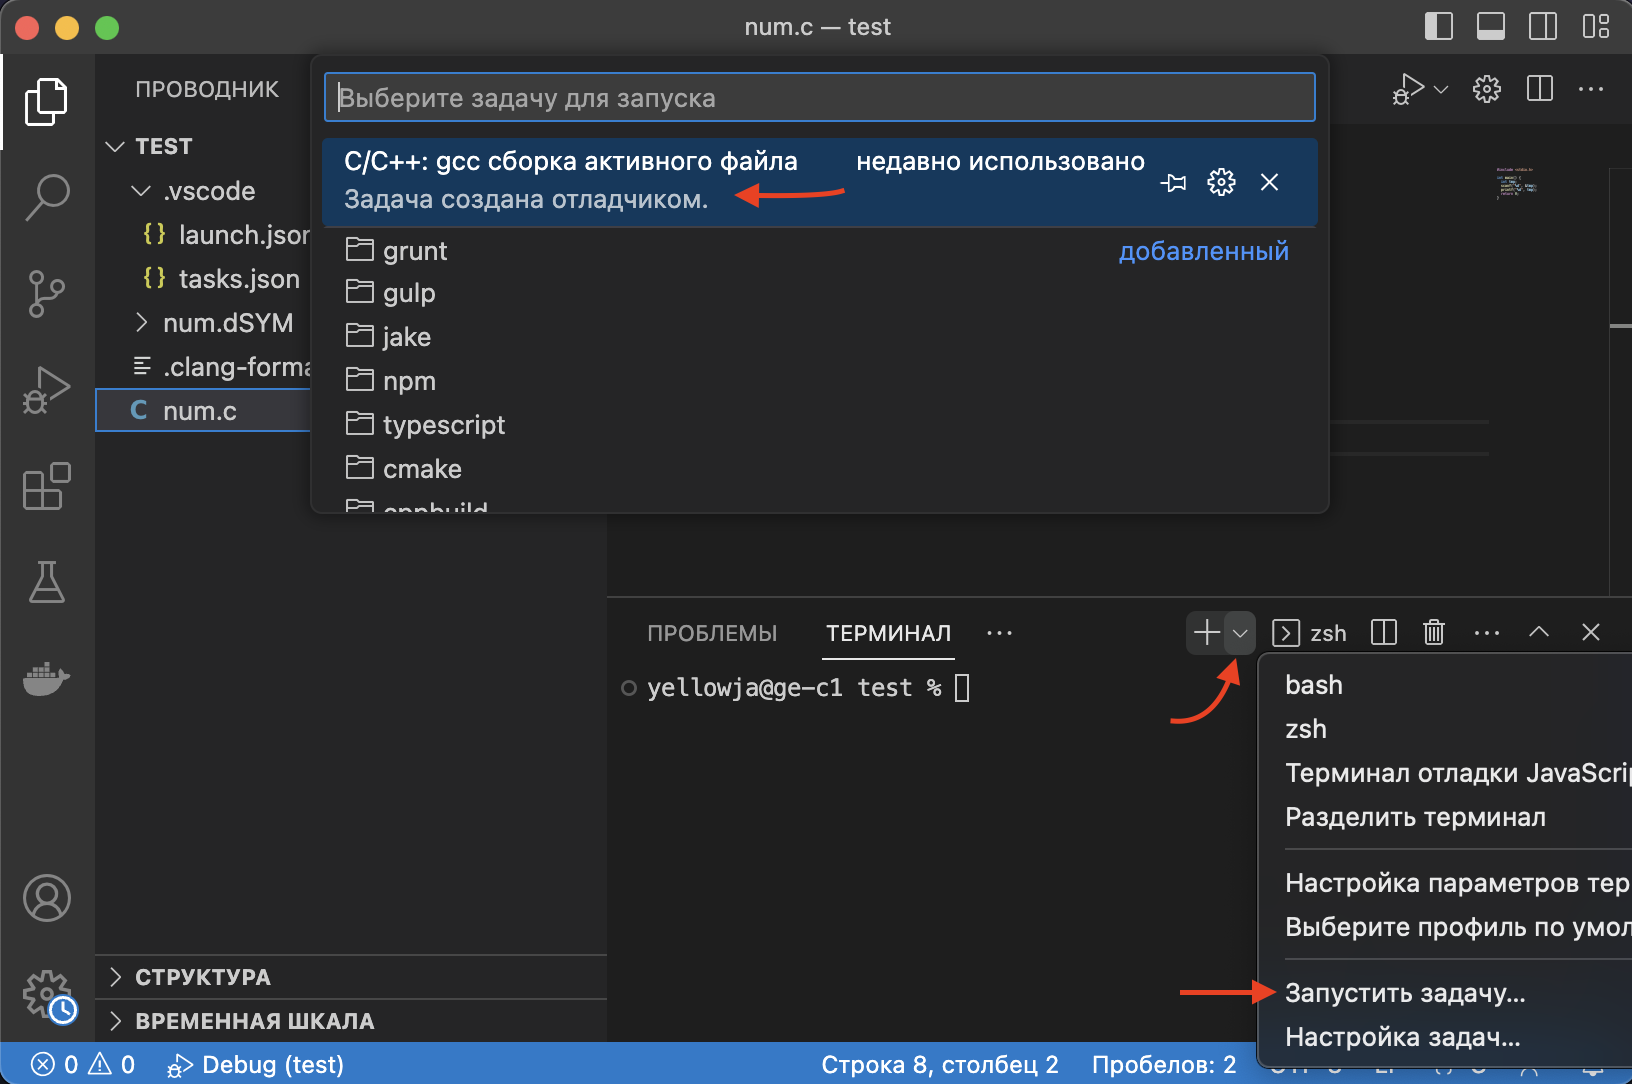 num.c — test
ПРОВОДНИК
Выберите задачу для запуска
TEST
.vscode
launch.json
tasks.json
num.dSYM
.clang-forma
num.c
C/C++: gcc сборка активного файла
недавно использовано
Задача создана отладчиком.
grunt
добавленный
gulp
jake
npm
typescript
cmake
appbuild
ПРОБЛЕМЫ
ТЕРМИНАЛ
zsh
yellowja@ge-c1 test %
bash
zsh
Терминал отладки JavaScrip
Разделить терминал
Настройка параметров тер
Выберите профиль по умол
Запустить задачу...
Настройка задач...
СТРУКТУРА
ВРЕМЕННАЯ ШКАЛА
0
0
Debug (test)
Строка 8, столбец 2
Пробелов: 2